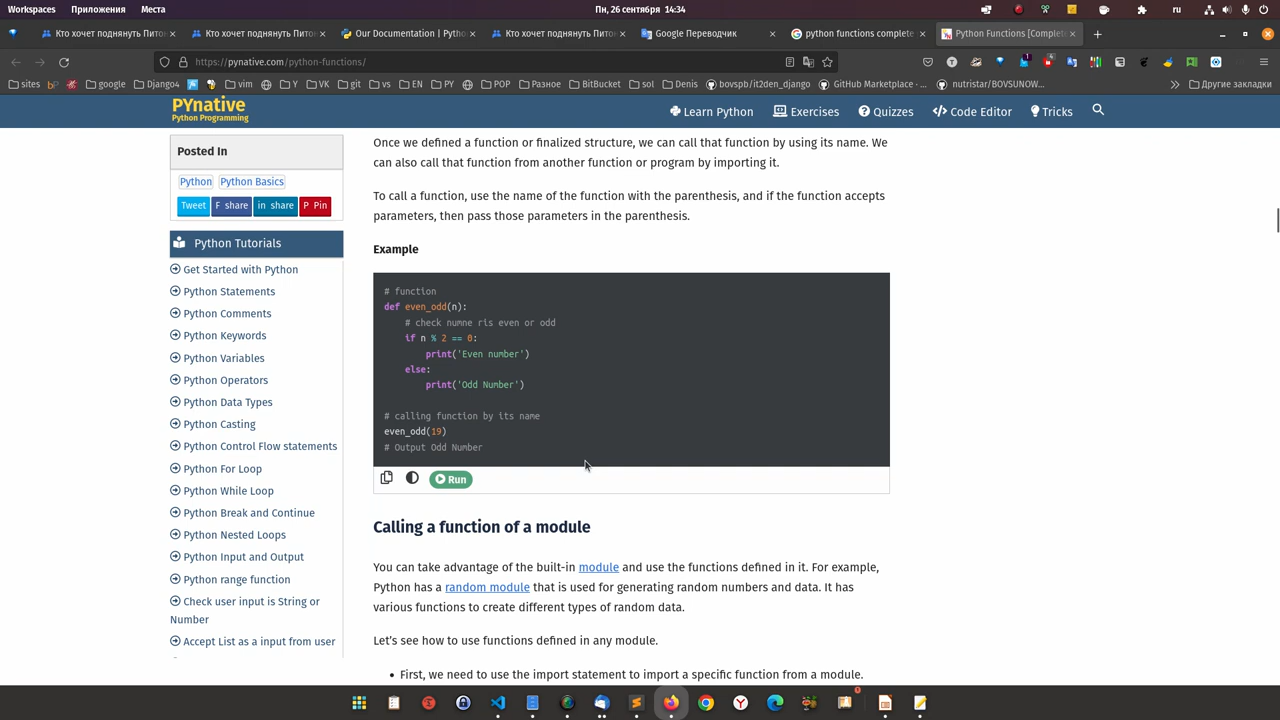 Workspaces Приложения Места Пн, 26 сентября 14:34 ru
Кто хочет поднянуть Питон Кто хочет поднянуть Питон Our Documentation | Pytho Кто хочет поднянуть Питон Google Переводчик python functions complete Python Functions [Complete
https://pynative.com/python-functions/
sites bp google Django4 vim Y VK git vs EN PY POP Разное BitBucket sol Denis bovspb/it2den_django GitHub Marketplace · ... nutristar/BOVSUNOW... Другие закладки
PYnative
Python Programming
Learn Python Exercises Quizzes Code Editor Tricks
Posted In
Python Python Basics
Tweet F share in share P Pin
Python Tutorials
Get Started with Python
Python Statements
Python Comments
Python Keywords
Python Variables
Python Operators
Python Data Types
Python Casting
Python Control Flow statements
Python For Loop
Python While Loop
Python Break and Continue
Python Nested Loops
Python Input and Output
Python range function
Check user input is String or
Number
Accept List as a input from user
Once we defined a function or finalized structure, we can call that function by using its name. We
can also call that function from another function or program by importing it.
To call a function, use the name of the function with the parenthesis, and if the function accepts
parameters, then pass those parameters in the parenthesis.
Example
# function
def even_odd(n):
# check numne ris even or odd
if n % 2 == 0:
print('Even number')
else:
print('Odd Number')
# calling function by its name
even_odd(19)
# Output Odd Number
Run
Calling a function of a module
You can take advantage of the built-in module and use the functions defined in it. For example,
Python has a random module that is used for generating random numbers and data. It has
various functions to create different types of random data.
Let's see how to use functions defined in any module.
• First, we need to use the import statement to import a specific function from a module.